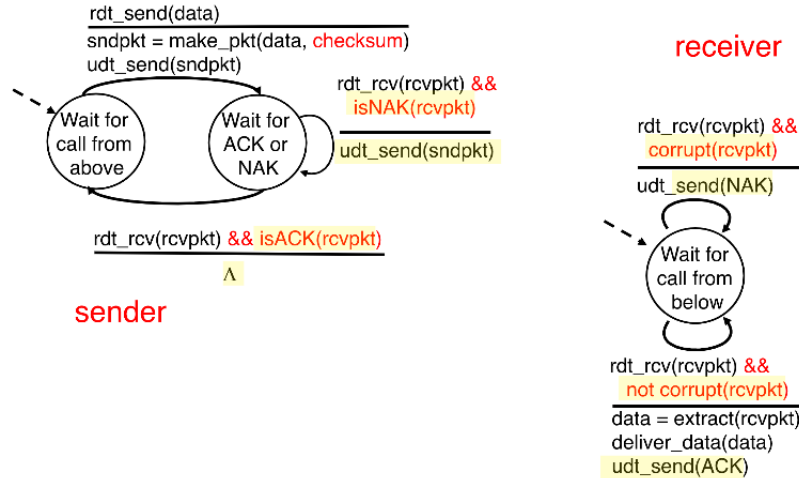 rdt_send(data)
sndpkt = make_pkt(data, checksum)
udt_send(sndpkt)
Wait for
call from
above
Wait for
ACK or
NAK
rdt_rcv(rcvpkt) &&
isNAK(rcvpkt)
udt_send(sndpkt)
rdt_rcv(rcvpkt) && isACK(rcvpkt)
Λ
sender
receiver
rdt_rcv(rcvpkt) &&
corrupt(rcvpkt)
udt_send(NAK)
Wait for
call from
below
rdt_rcv(rcvpkt) &&
not corrupt(rcvpkt)
data = extract(rcvpkt)
deliver_data(data)
udt_send(ACK)